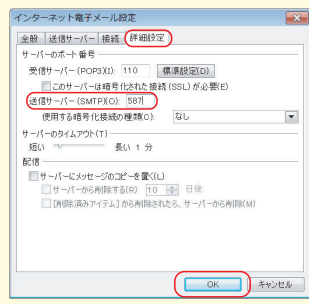 インターネット電子メール設定
全般 送信サーバー 接続 詳細設定
サーバーのポート番号
受信サーバー(POP3)(I): 110 標準設定(D)
このサーバーは暗号化された接続(SSL)が必要(E)
送信サーバー(SMTP)(O): 587
使用する暗号化接続の種類(C): なし
サーバーのタイムアウト(T)
短い 長い 1 分
配信
サーバーにメッセージのコピーを置く(L)
サーバーから削除する(R) 10 日後
[削除済みアイテム]から削除されたら、サーバーから削除(M)
OK キャンセル